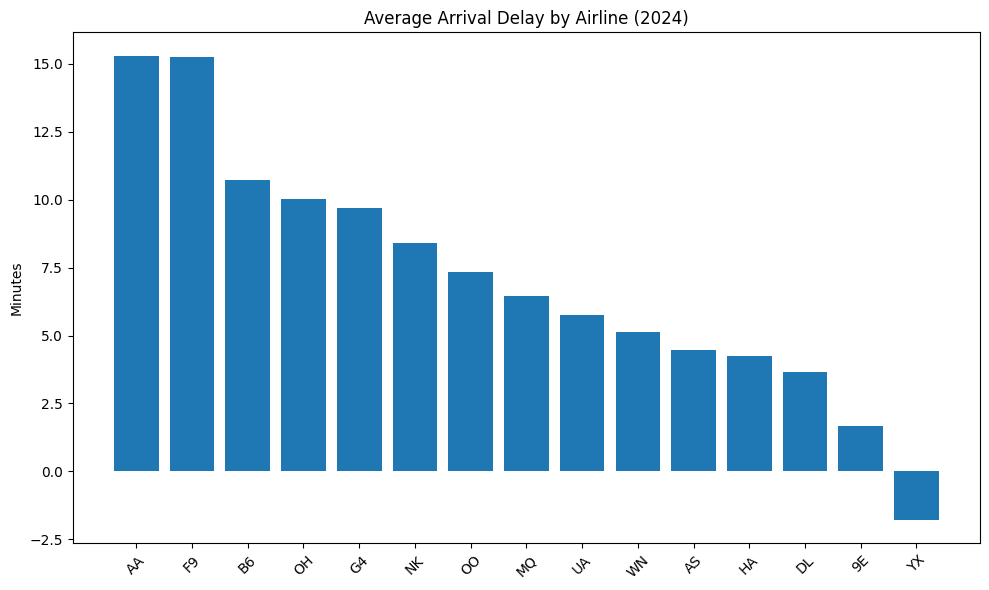 Average Arrival Delay by Airline (2024)
Minutes
15.0
12.5
10.0
7.5
5.0
2.5
0.0
−2.5
AA F9 B6 OH G4 NK OO MQ UA WN AS HA DL 9E YX